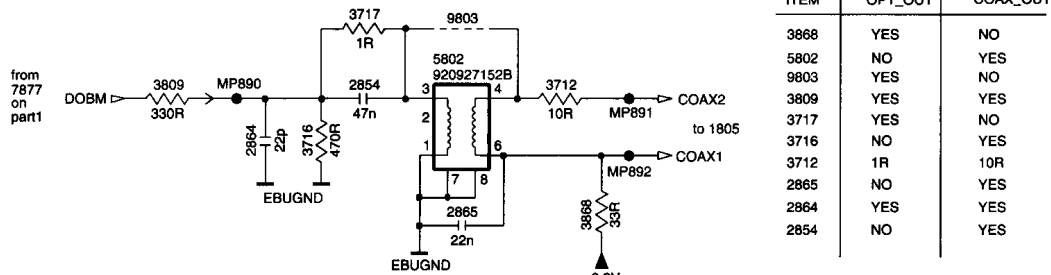 3717
1R
9803
from
7877
on
part1
DOBM
3809
330R
MP890
2854
47n
5802
920927152B
3
4
2
1
6
7
8
3712
10R
MP891
COAX2
to 1805
COAX1
MP892
2864
22p
3716
470R
EBUGND
2865
22n
EBUGND
3868
33R
ITEM OPT_OUT COAX_OUT
3868 YES NO
5802 NO YES
9803 YES NO
3809 YES YES
3717 YES NO
3716 NO YES
3712 1R 10R
2865 NO YES
2864 YES YES
2854 NO YES